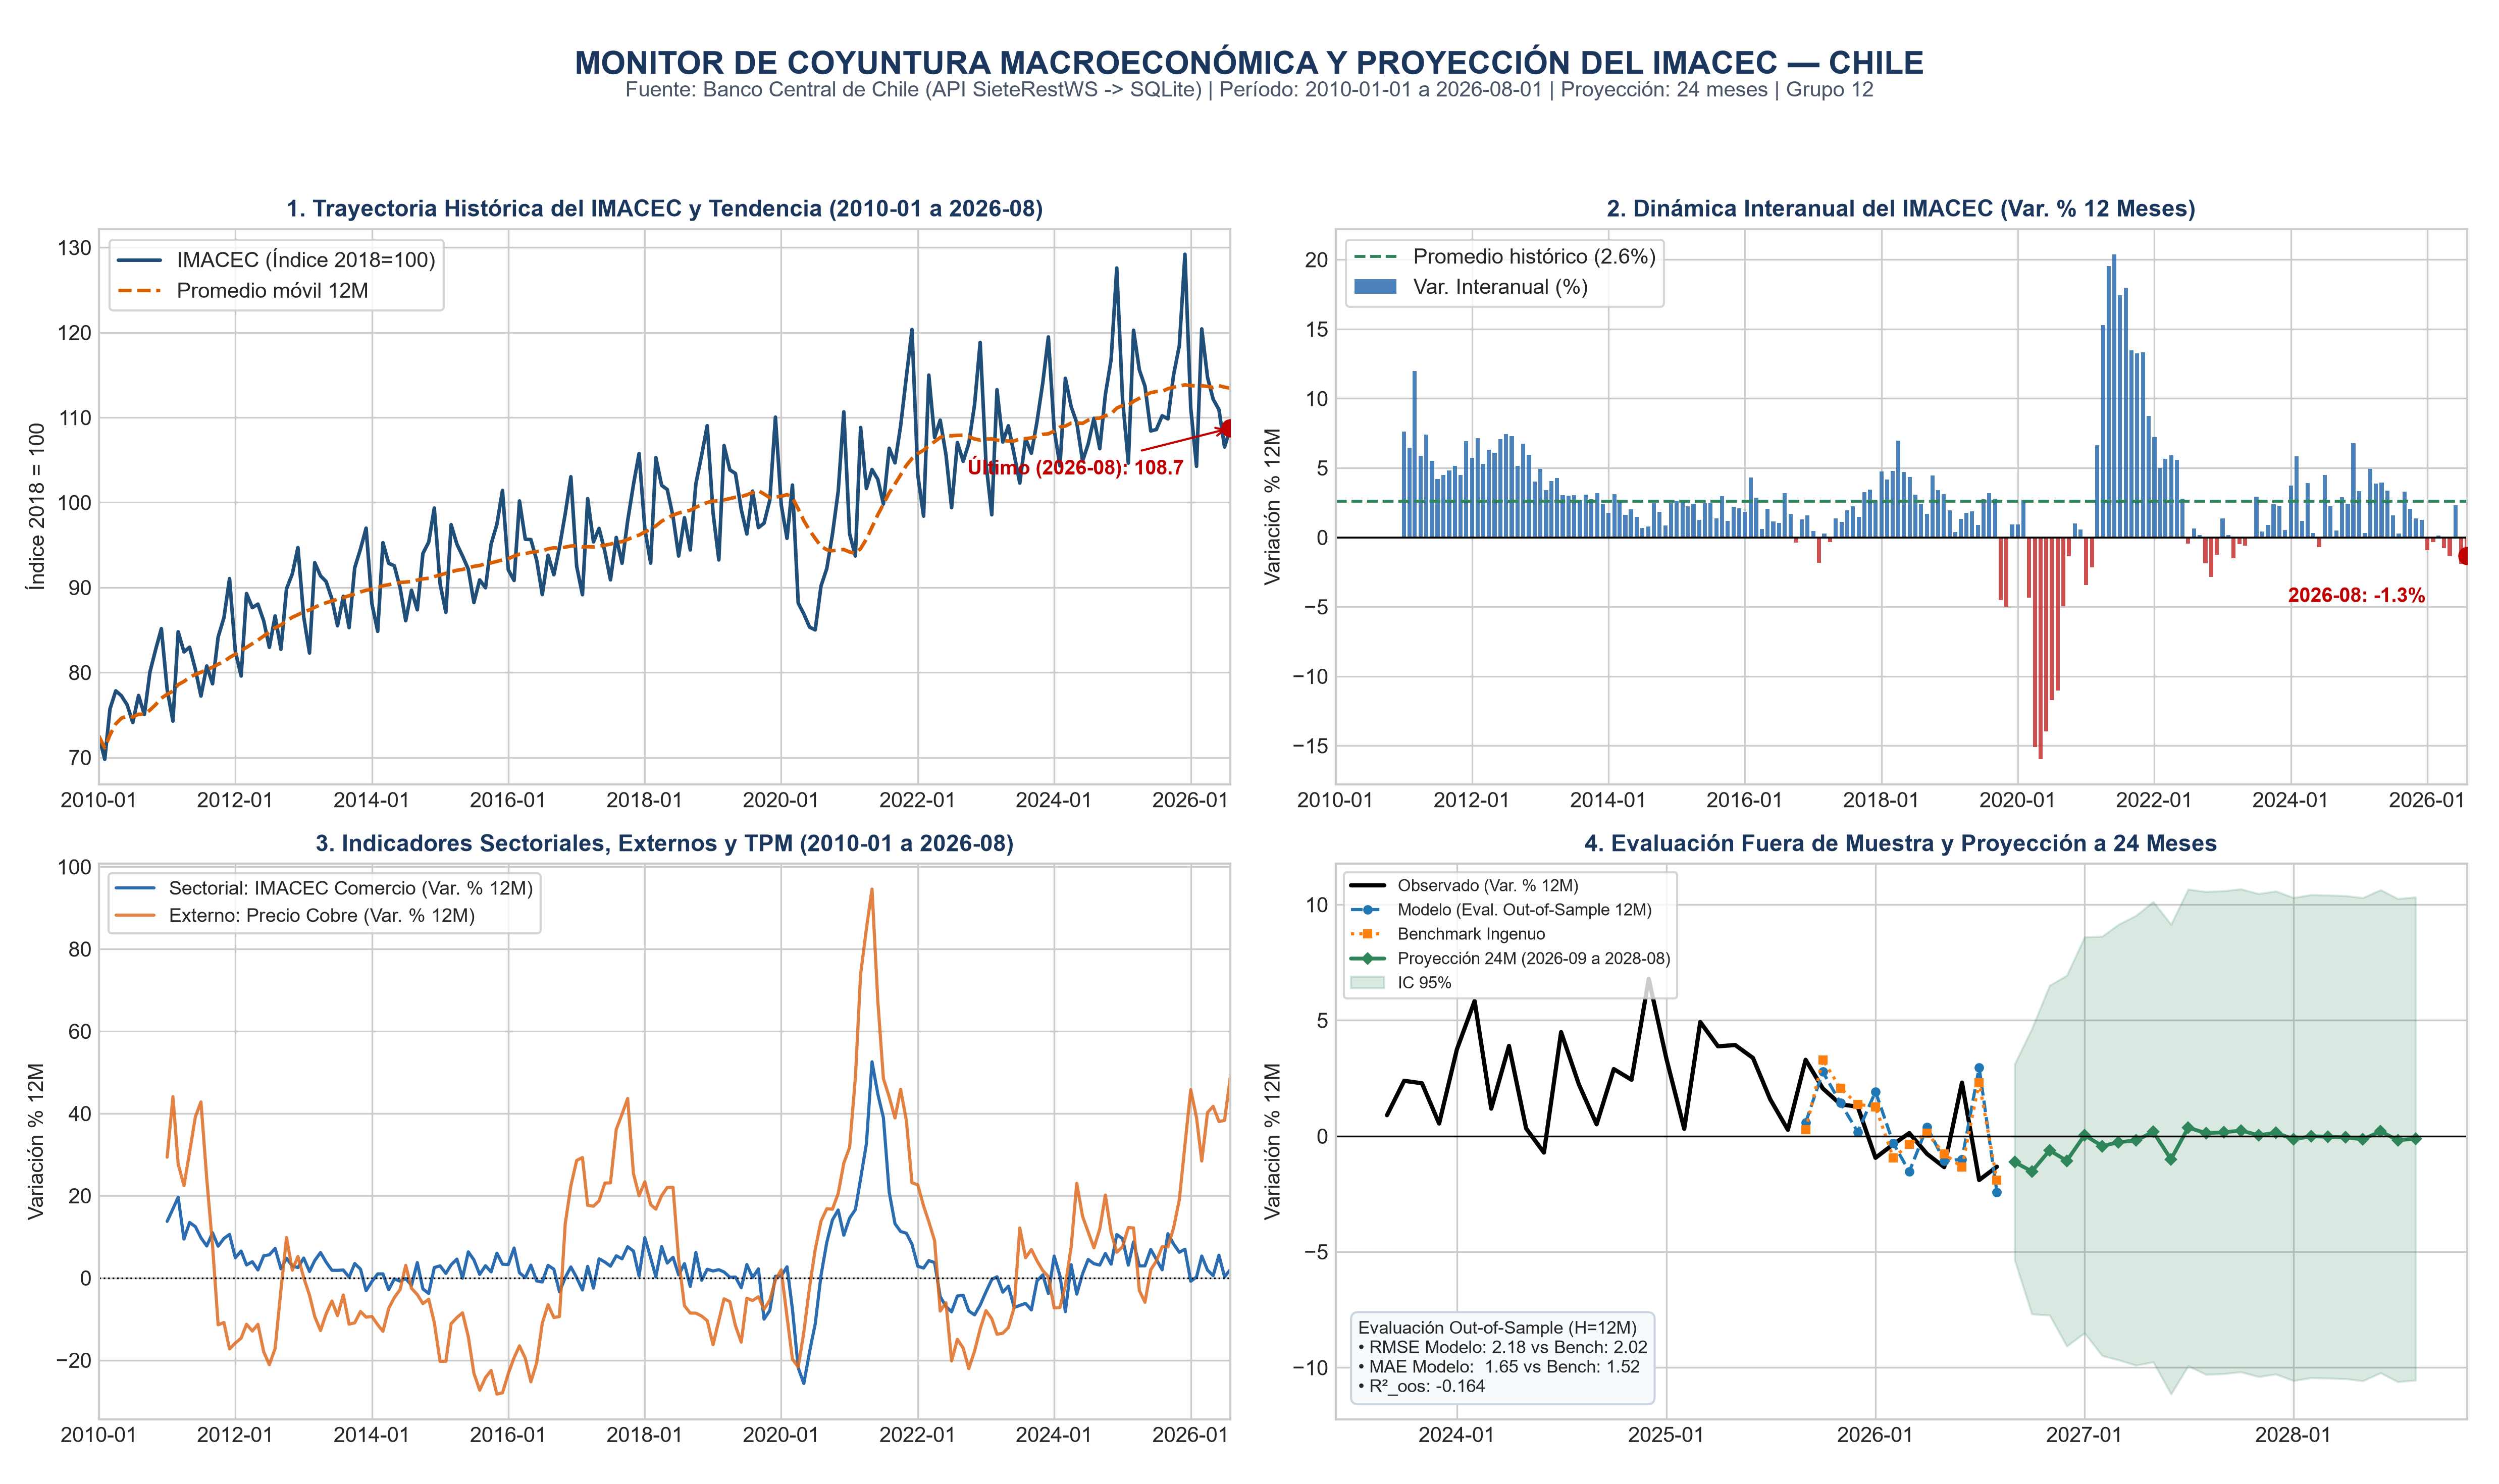 MONITOR DE COYUNTURA MACROECONÓMICA Y PROYECCIÓN DEL IMACEC — CHILE
Fuente: Banco Central de Chile (API SieteRestWS -> SQLite) | Período: 2010-01-01 a 2026-08-01 | Proyección: 24 meses | Grupo 12
1. Trayectoria Histórica del IMACEC y Tendencia (2010-01 a 2026-08)
IMACEC (Índice 2018=100)
Promedio móvil 12M
Índice 2018 = 100
130
120
110
100
90
80
70
Último (2026-08): 108.7
2010-01 2012-01 2014-01 2016-01 2018-01 2020-01 2022-01 2024-01 2026-01
2. Dinámica Interanual del IMACEC (Var. % 12 Meses)
Promedio histórico (2.6%)
Var. Interanual (%)
Variación % 12M
20
15
10
5
0
−5
−10
−15
2026-08: -1.3%
2010-01 2012-01 2014-01 2016-01 2018-01 2020-01 2022-01 2024-01 2026-01
3. Indicadores Sectoriales, Externos y TPM (2010-01 a 2026-08)
Sectorial: IMACEC Comercio (Var. % 12M)
Externo: Precio Cobre (Var. % 12M)
Variación % 12M
100
80
60
40
20
0
−20
2010-01 2012-01 2014-01 2016-01 2018-01 2020-01 2022-01 2024-01 2026-01
4. Evaluación Fuera de Muestra y Proyección a 24 Meses
Observado (Var. % 12M)
Modelo (Eval. Out-of-Sample 12M)
Benchmark Ingenuo
Proyección 24M (2026-09 a 2028-08)
IC 95%
Variación % 12M
10
5
0
−5
−10
Evaluación Out-of-Sample (H=12M)
• RMSE Modelo: 2.18 vs Bench: 2.02
• MAE Modelo: 1.65 vs Bench: 1.52
• R²_oos: -0.164
2024-01 2025-01 2026-01 2027-01 2028-01